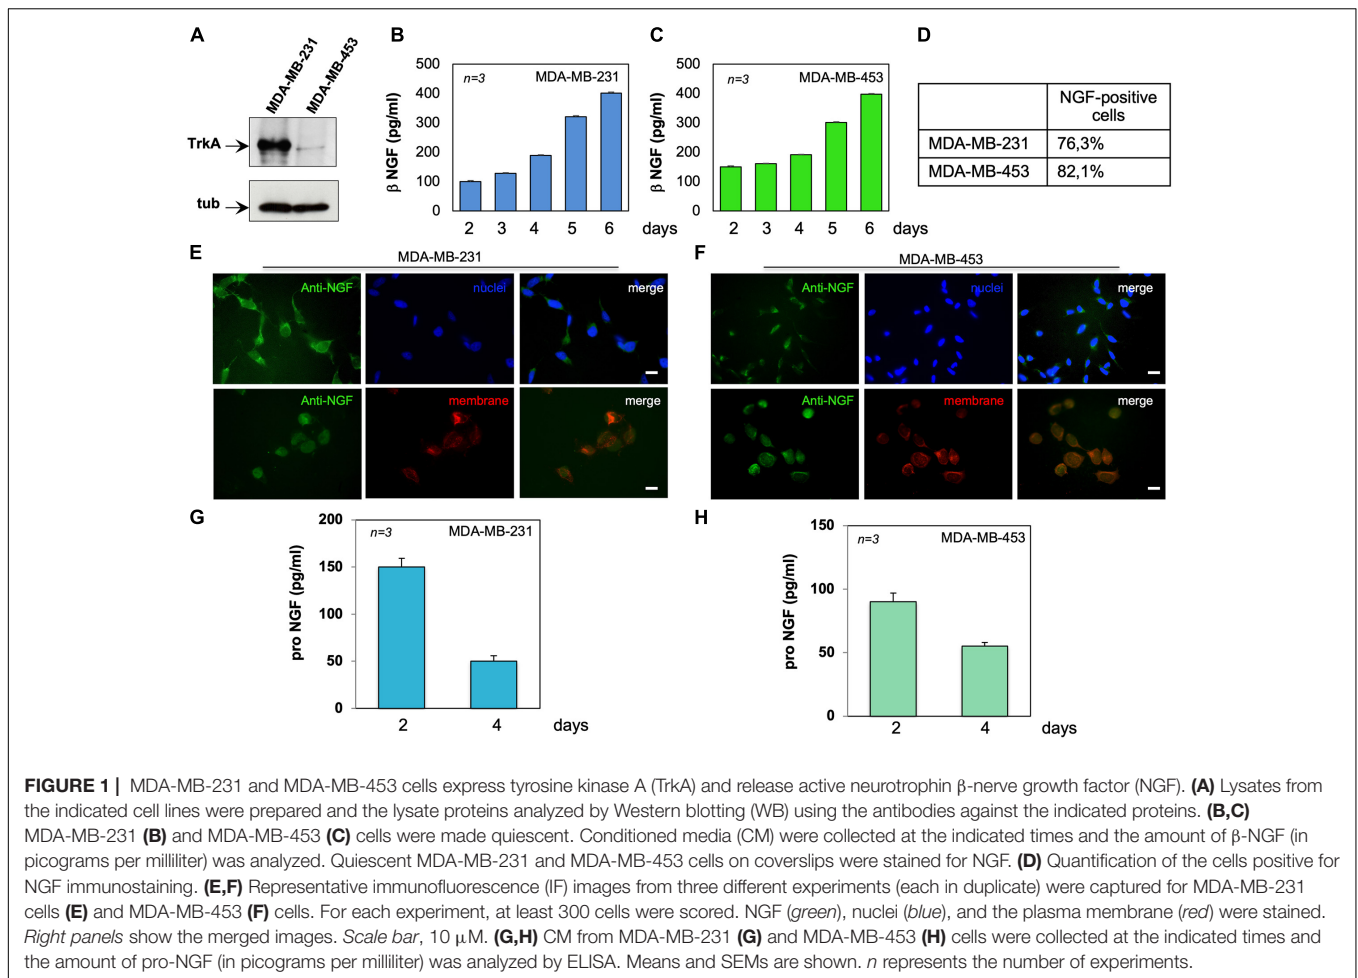 A
MDA-MB-231
MDA-MB-453
TrkA
tub
B
500
400
300
200
100
0
β NGF (pg/ml)
n=3
MDA-MB-231
2 3 4 5 6 days
C
500
400
300
200
100
0
β NGF (pg/ml)
n=3
MDA-MB-453
2 3 4 5 6 days
D
NGF-positive
cells
MDA-MB-231 76,3%
MDA-MB-453 82,1%
E
MDA-MB-231
Anti-NGF nuclei merge
Anti-NGF membrane merge
F
MDA-MB-453
Anti-NGF nuclei merge
Anti-NGF membrane merge
G
200
150
100
50
0
pro NGF (pg/ml)
n=3
MDA-MB-231
2 4 days
H
150
100
50
0
pro NGF (pg/ml)
n=3
MDA-MB-453
2 4 days
FIGURE 1 | MDA-MB-231 and MDA-MB-453 cells express tyrosine kinase A (TrkA) and release active neurotrophin β-nerve growth factor (NGF). (A) Lysates from
the indicated cell lines were prepared and the lysate proteins analyzed by Western blotting (WB) using the antibodies against the indicated proteins. (B,C)
MDA-MB-231 (B) and MDA-MB-453 (C) cells were made quiescent. Conditioned media (CM) were collected at the indicated times and the amount of β-NGF (in
picograms per milliliter) was analyzed. Quiescent MDA-MB-231 and MDA-MB-453 cells on coverslips were stained for NGF. (D) Quantification of the cells positive for
NGF immunostaining. (E,F) Representative immunofluorescence (IF) images from three different experiments (each in duplicate) were captured for MDA-MB-231
cells (E) and MDA-MB-453 (F) cells. For each experiment, at least 300 cells were scored. NGF (green), nuclei (blue), and the plasma membrane (red) were stained.
Right panels show the merged images. Scale bar, 10 μM. (G,H) CM from MDA-MB-231 (G) and MDA-MB-453 (H) cells were collected at the indicated times and
the amount of pro-NGF (in picograms per milliliter) was analyzed by ELISA. Means and SEMs are shown. n represents the number of experiments.